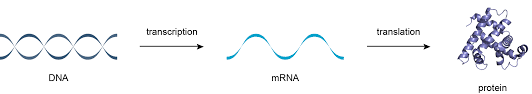 transcription
translation
DNA
mRNA
protein